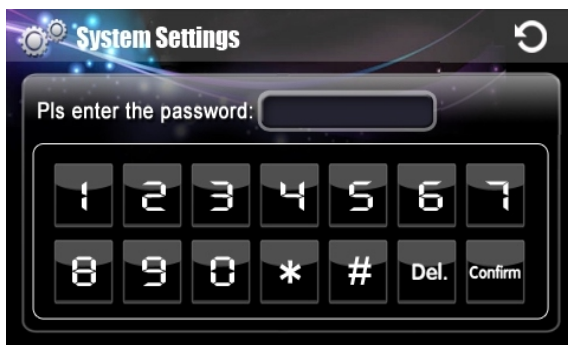 System Settings
Pls enter the password:
1 2 3 4 5 6 7
8 9 0 * # Del. Confirm